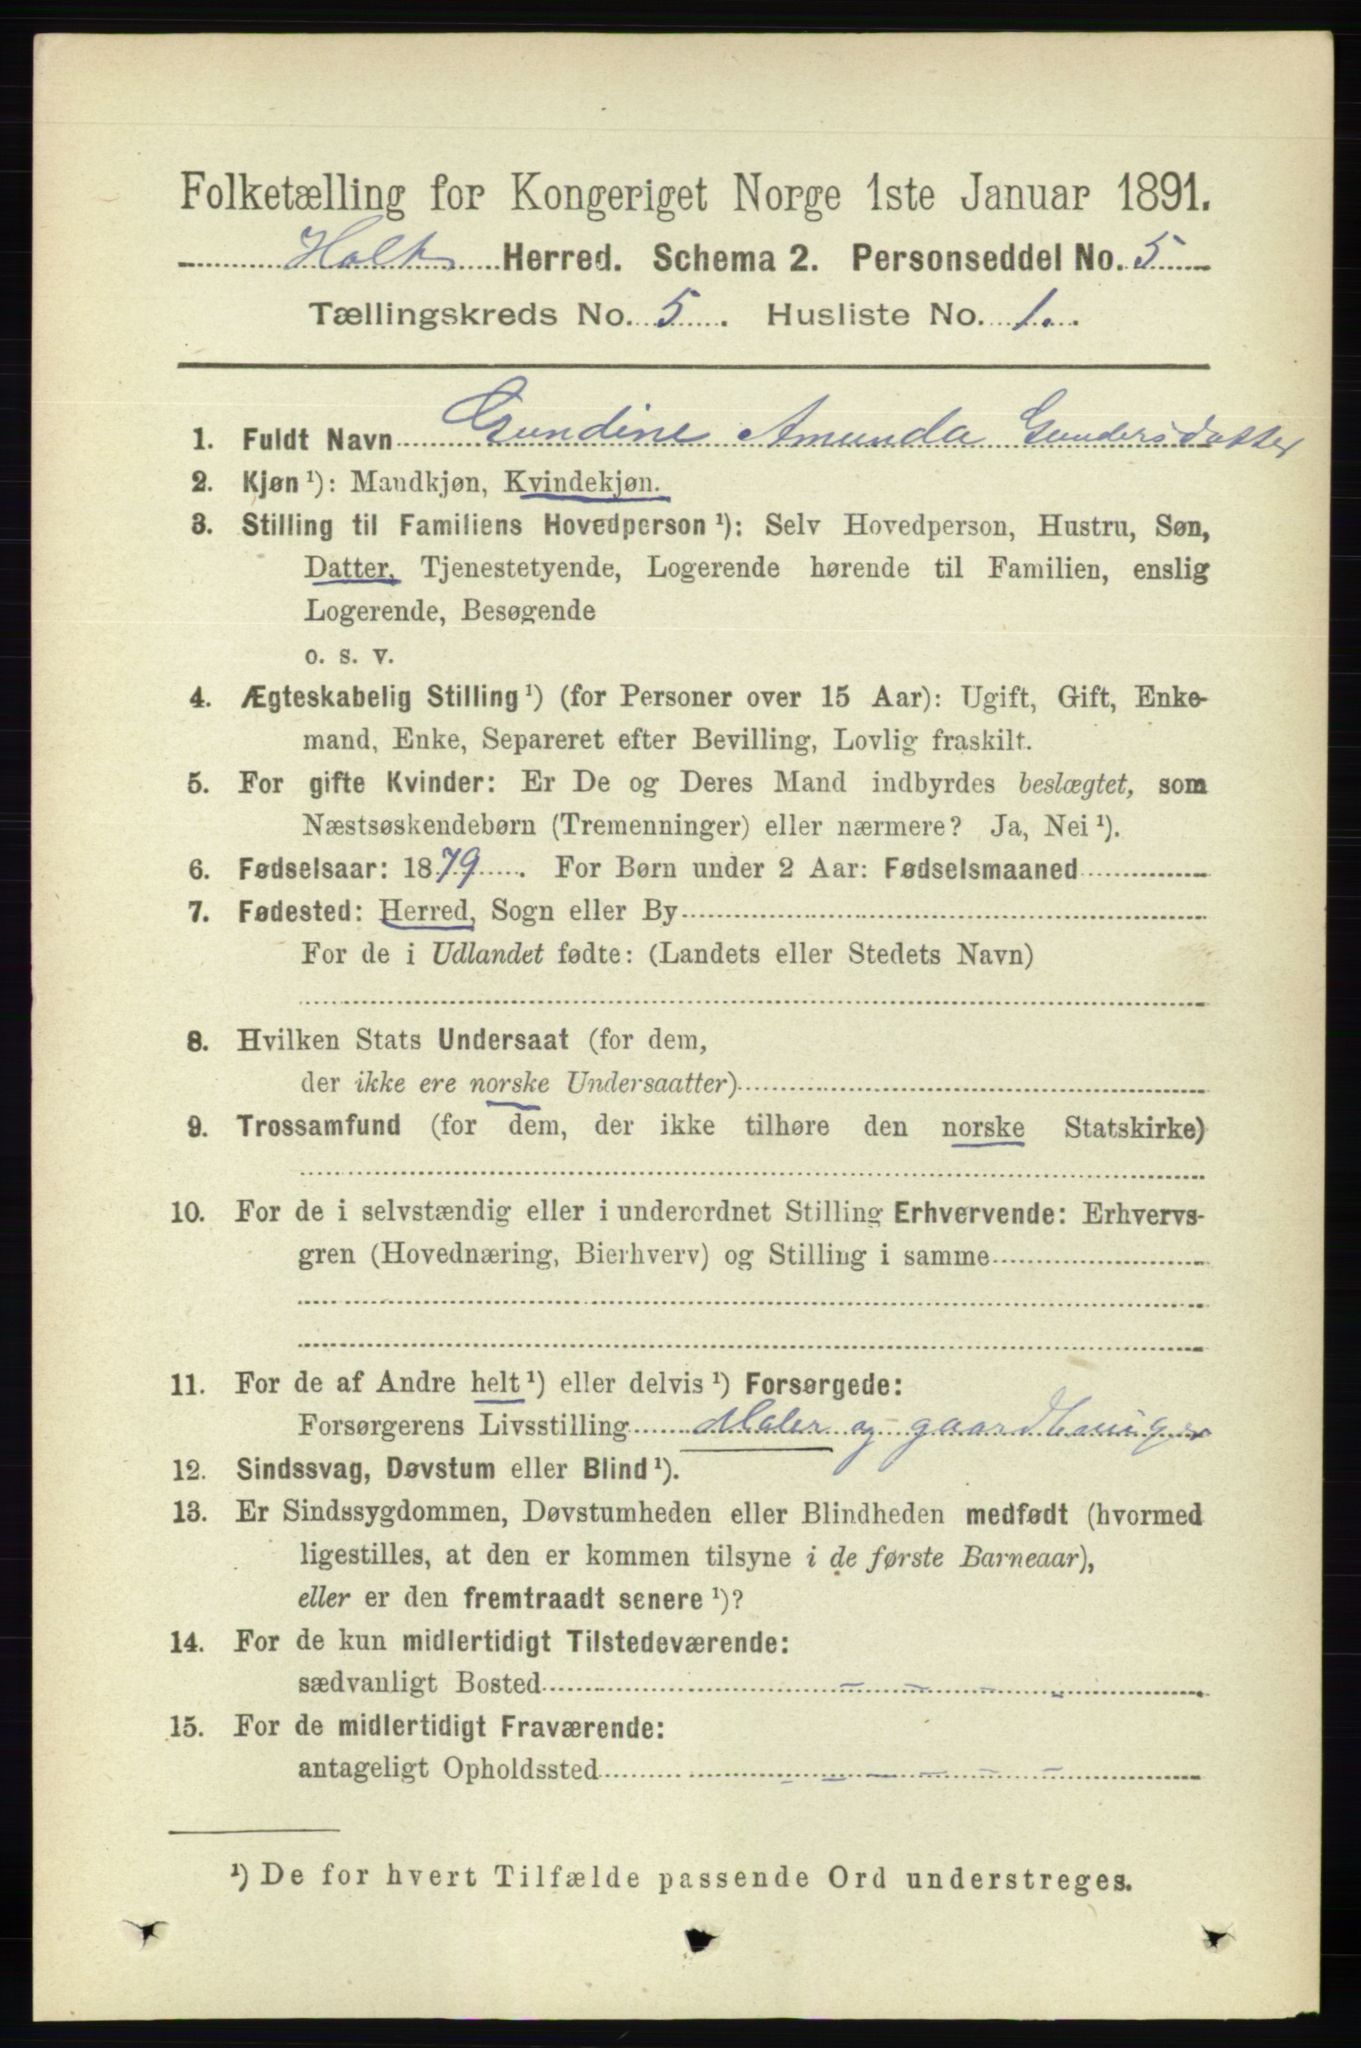 Folketælling for Kongeriget Norge 1ste Januar 1891.
Holt Herred. Schema 2. Personseddel No. 5
Tællingskreds No. 5. Husliste No. 1.
1. Fuldt Navn Gundine Amunda Gundersdatter
2. Kjøn ¹): Mandkjøn, Kvindekjøn.
3. Stilling til Familiens Hovedperson ¹): Selv Hovedperson, Hustru, Søn,
Datter, Tjenestetyende, Logerende hørende til Familien, enslig
Logerende, Besøgende
o. s. v.
4. Ægteskabelig Stilling ¹) (for Personer over 15 Aar): Ugift, Gift, Enke-
mand, Enke, Separeret efter Bevilling, Lovlig fraskilt.
5. For gifte Kvinder: Er De og Deres Mand indbyrdes beslægtet, som
Næstsøskendebørn (Tremenninger) eller nærmere? Ja, Nei ¹).
6. Fødselsaar: 1879. For Børn under 2 Aar: Fødselsmaaned
7. Fødested: Herred, Sogn eller By
For de i Udlandet fødte: (Landets eller Stedets Navn)
8. Hvilken Stats Undersaat (for dem,
der ikke ere norske Undersaatter)
9. Trossamfund (for dem, der ikke tilhøre den norske Statskirke)
10. For de i selvstændig eller i underordnet Stilling Erhvervende: Erhvervs-
gren (Hovednæring, Bierhverv) og Stilling i samme
11. For de af Andre helt ¹) eller delvis ¹) Forsørgede:
Forsørgerens Livsstilling Maler og gaardbruger
12. Sindssvag, Døvstum eller Blind ¹).
13. Er Sindssygdommen, Døvstumheden eller Blindheden medfødt (hvormed
ligestilles, at den er kommen tilsyne i de første Barneaar),
eller er den fremtraadt senere ¹)?
14. For de kun midlertidigt Tilstedeværende:
sædvanligt Bosted
15. For de midlertidigt Fraværende:
antageligt Opholdssted
¹) De for hvert Tilfælde passende Ord understreges.